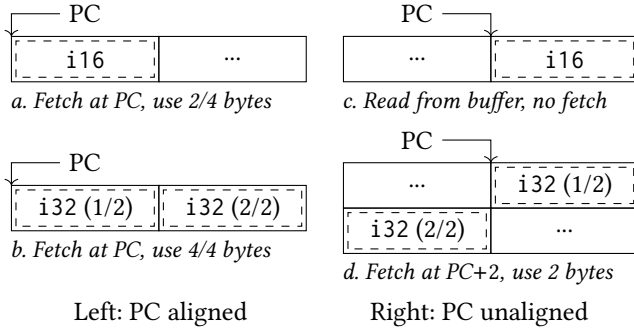 PC
i16 ...
a. Fetch at PC, use 2/4 bytes
PC
i32 (1/2) i32 (2/2)
b. Fetch at PC, use 4/4 bytes
Left: PC aligned
PC
... i16
c. Read from buffer, no fetch
PC
... i32 (1/2)
i32 (2/2) ...
d. Fetch at PC+2, use 2 bytes
Right: PC unaligned